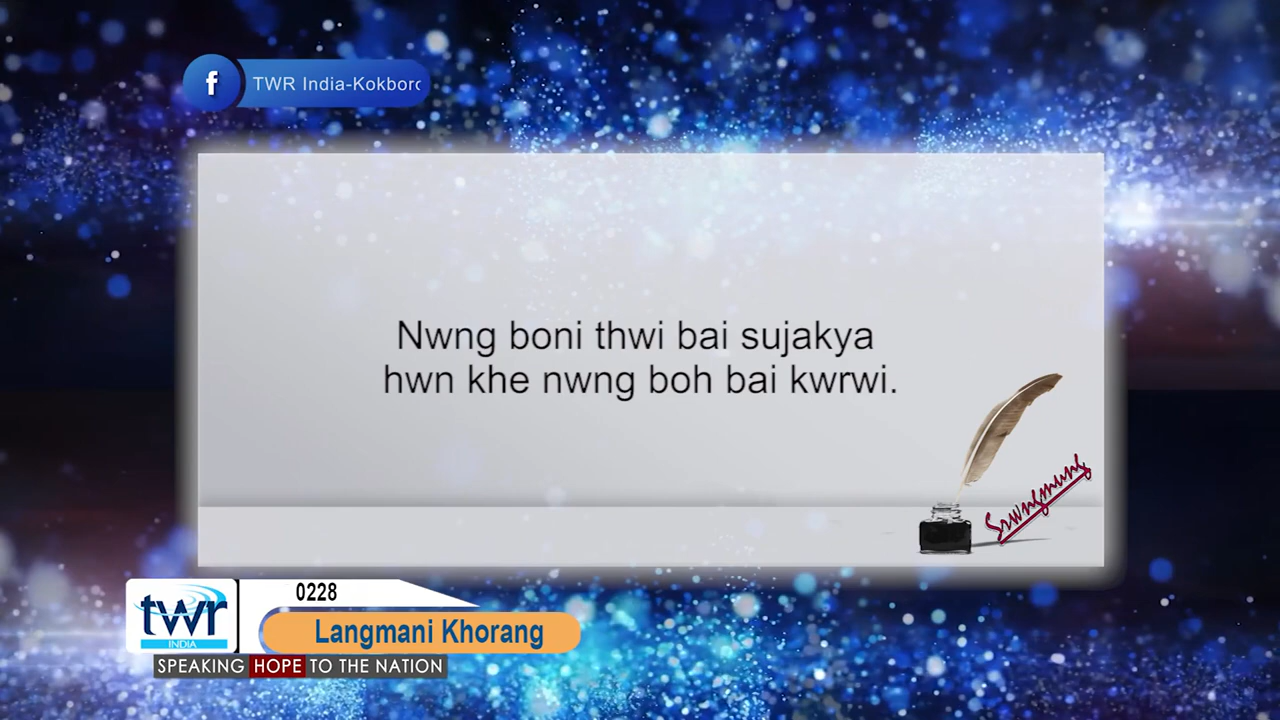 f
TWR India-Kokborc
Nwng boni thwi bai sujakya
hwn khe nwng boh bai kwrwi.
Srwngmung
0228
twr
INDIA
Langmani Khorang
SPEAKING HOPE TO THE NATION